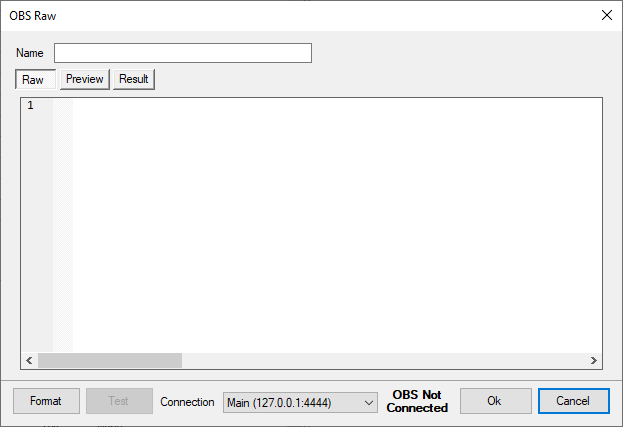 OBS Raw
Name
Raw Preview Result
1
Format Test Connection Main (127.0.0.1:4444) OBS Not Connected Ok Cancel